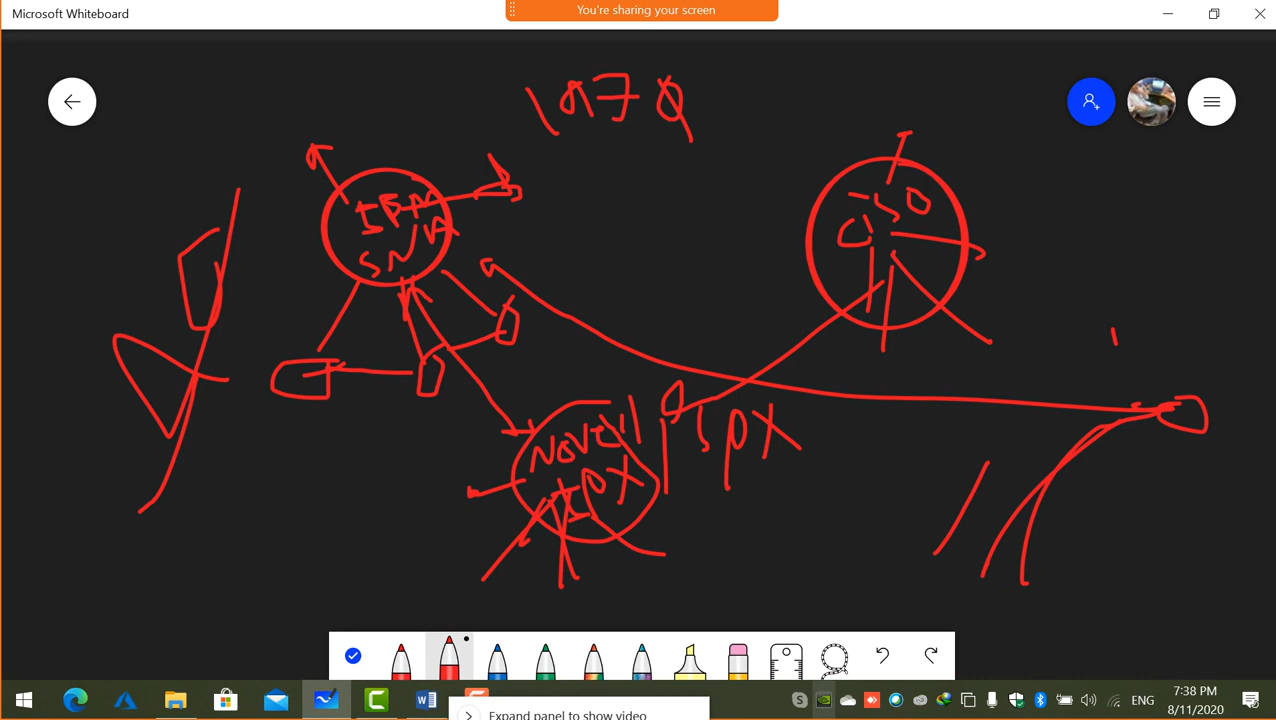 Microsoft Whiteboard
You're sharing your screen
1970
IBM
SNA
ISO
Novell
IPX
spx
Expand panel to show video
ENG
7:38 PM
8/11/2020